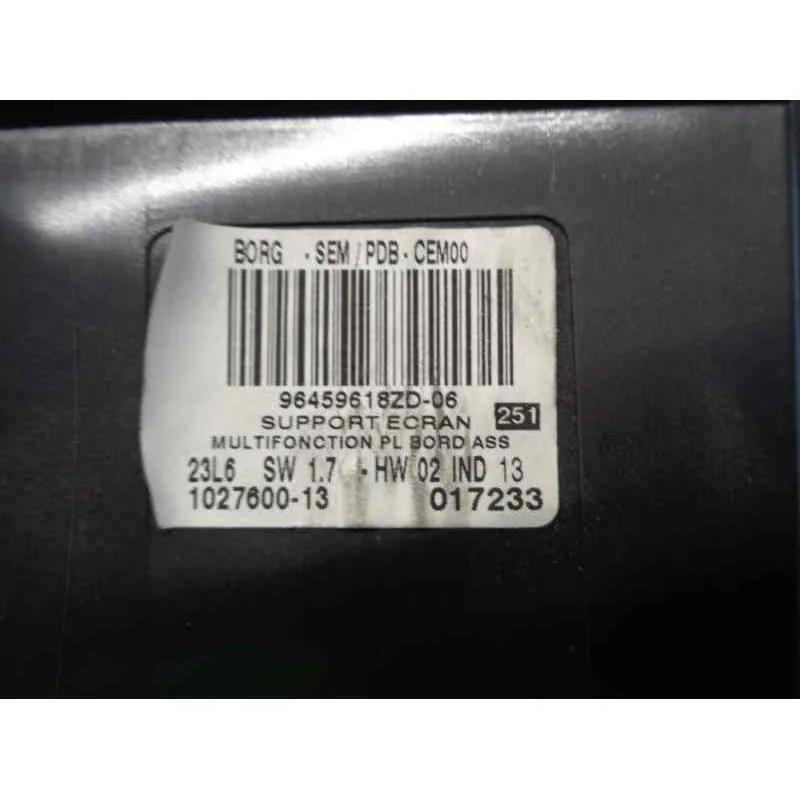 BORG - SEM / PDB - CEM00
96459618ZD-06
SUPPORT ECRAN 251
MULTIFONCTION PL BORD ASS
23L6 SW 1.7 - HW 02 IND 13
1027600-13 017233